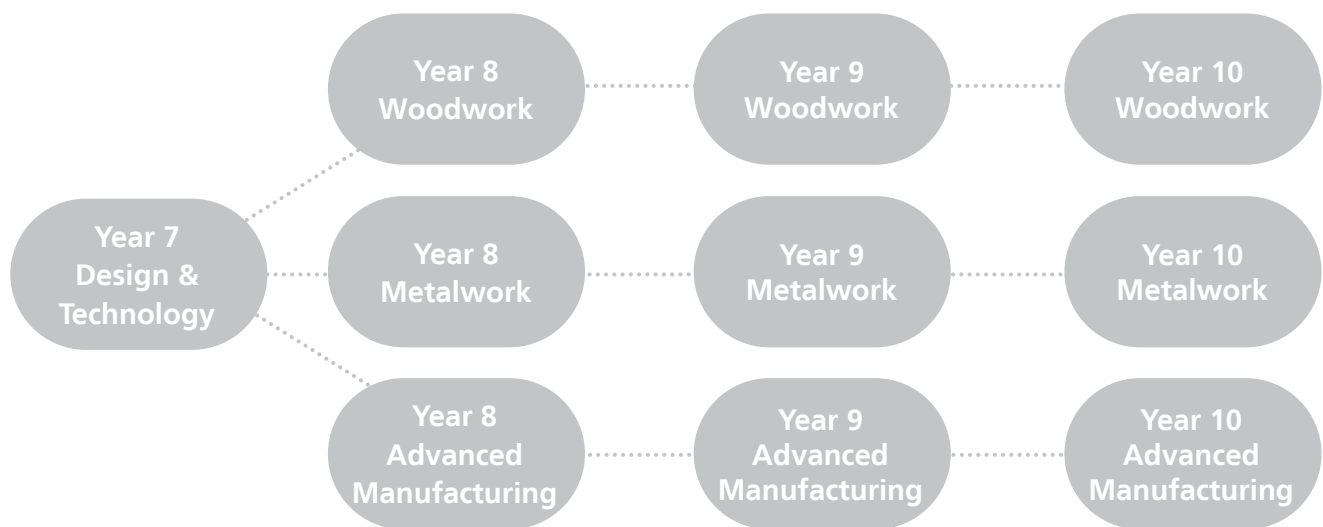 Year 8
Woodwork
Year 9
Woodwork
Year 10
Woodwork
Year 7
Design &
Technology
Year 8
Metalwork
Year 9
Metalwork
Year 10
Metalwork
Year 8
Advanced
Manufacturing
Year 9
Advanced
Manufacturing
Year 10
Advanced
Manufacturing